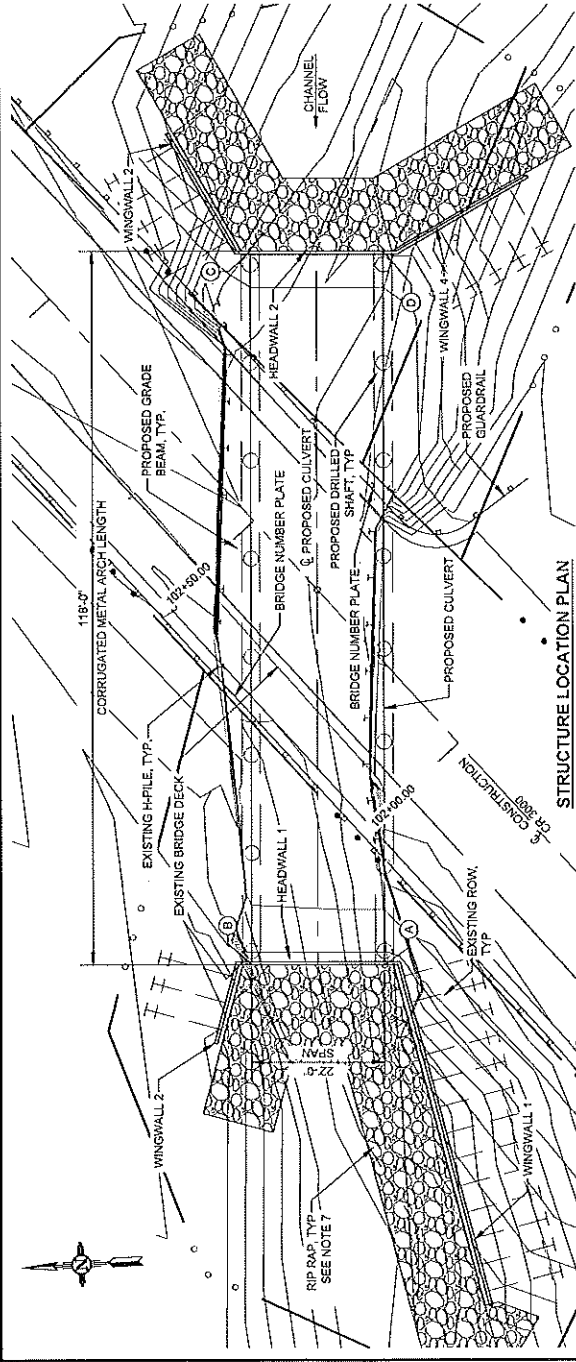 118'-0"
CORRUGATED METAL ARCH LENGTH
WINGWALL 2
EXISTING H-PILE, TYP.
EXISTING BRIDGE DECK
102+50.00
PROPOSED GRADE
BEAM, TYP.
WINGWALL 2
CHANNEL
FLOW
B
C
HEADWALL 1
BRIDGE NUMBER PLATE
HEADWALL 2
22'-0"
SPAN
℄ PROPOSED CULVERT
PROPOSED DRILLED
SHAFT, TYP
BRIDGE NUMBER PLATE
RIP RAP, TYP
SEE NOTE 7
A
102+00.00
D
WINGWALL 4
EXISTING ROW,
TYP
PROPOSED CULVERT
PROPOSED
GUARDRAIL
WINGWALL 1
℄ CONSTRUCTION
CR 3000
STRUCTURE LOCATION PLAN
N